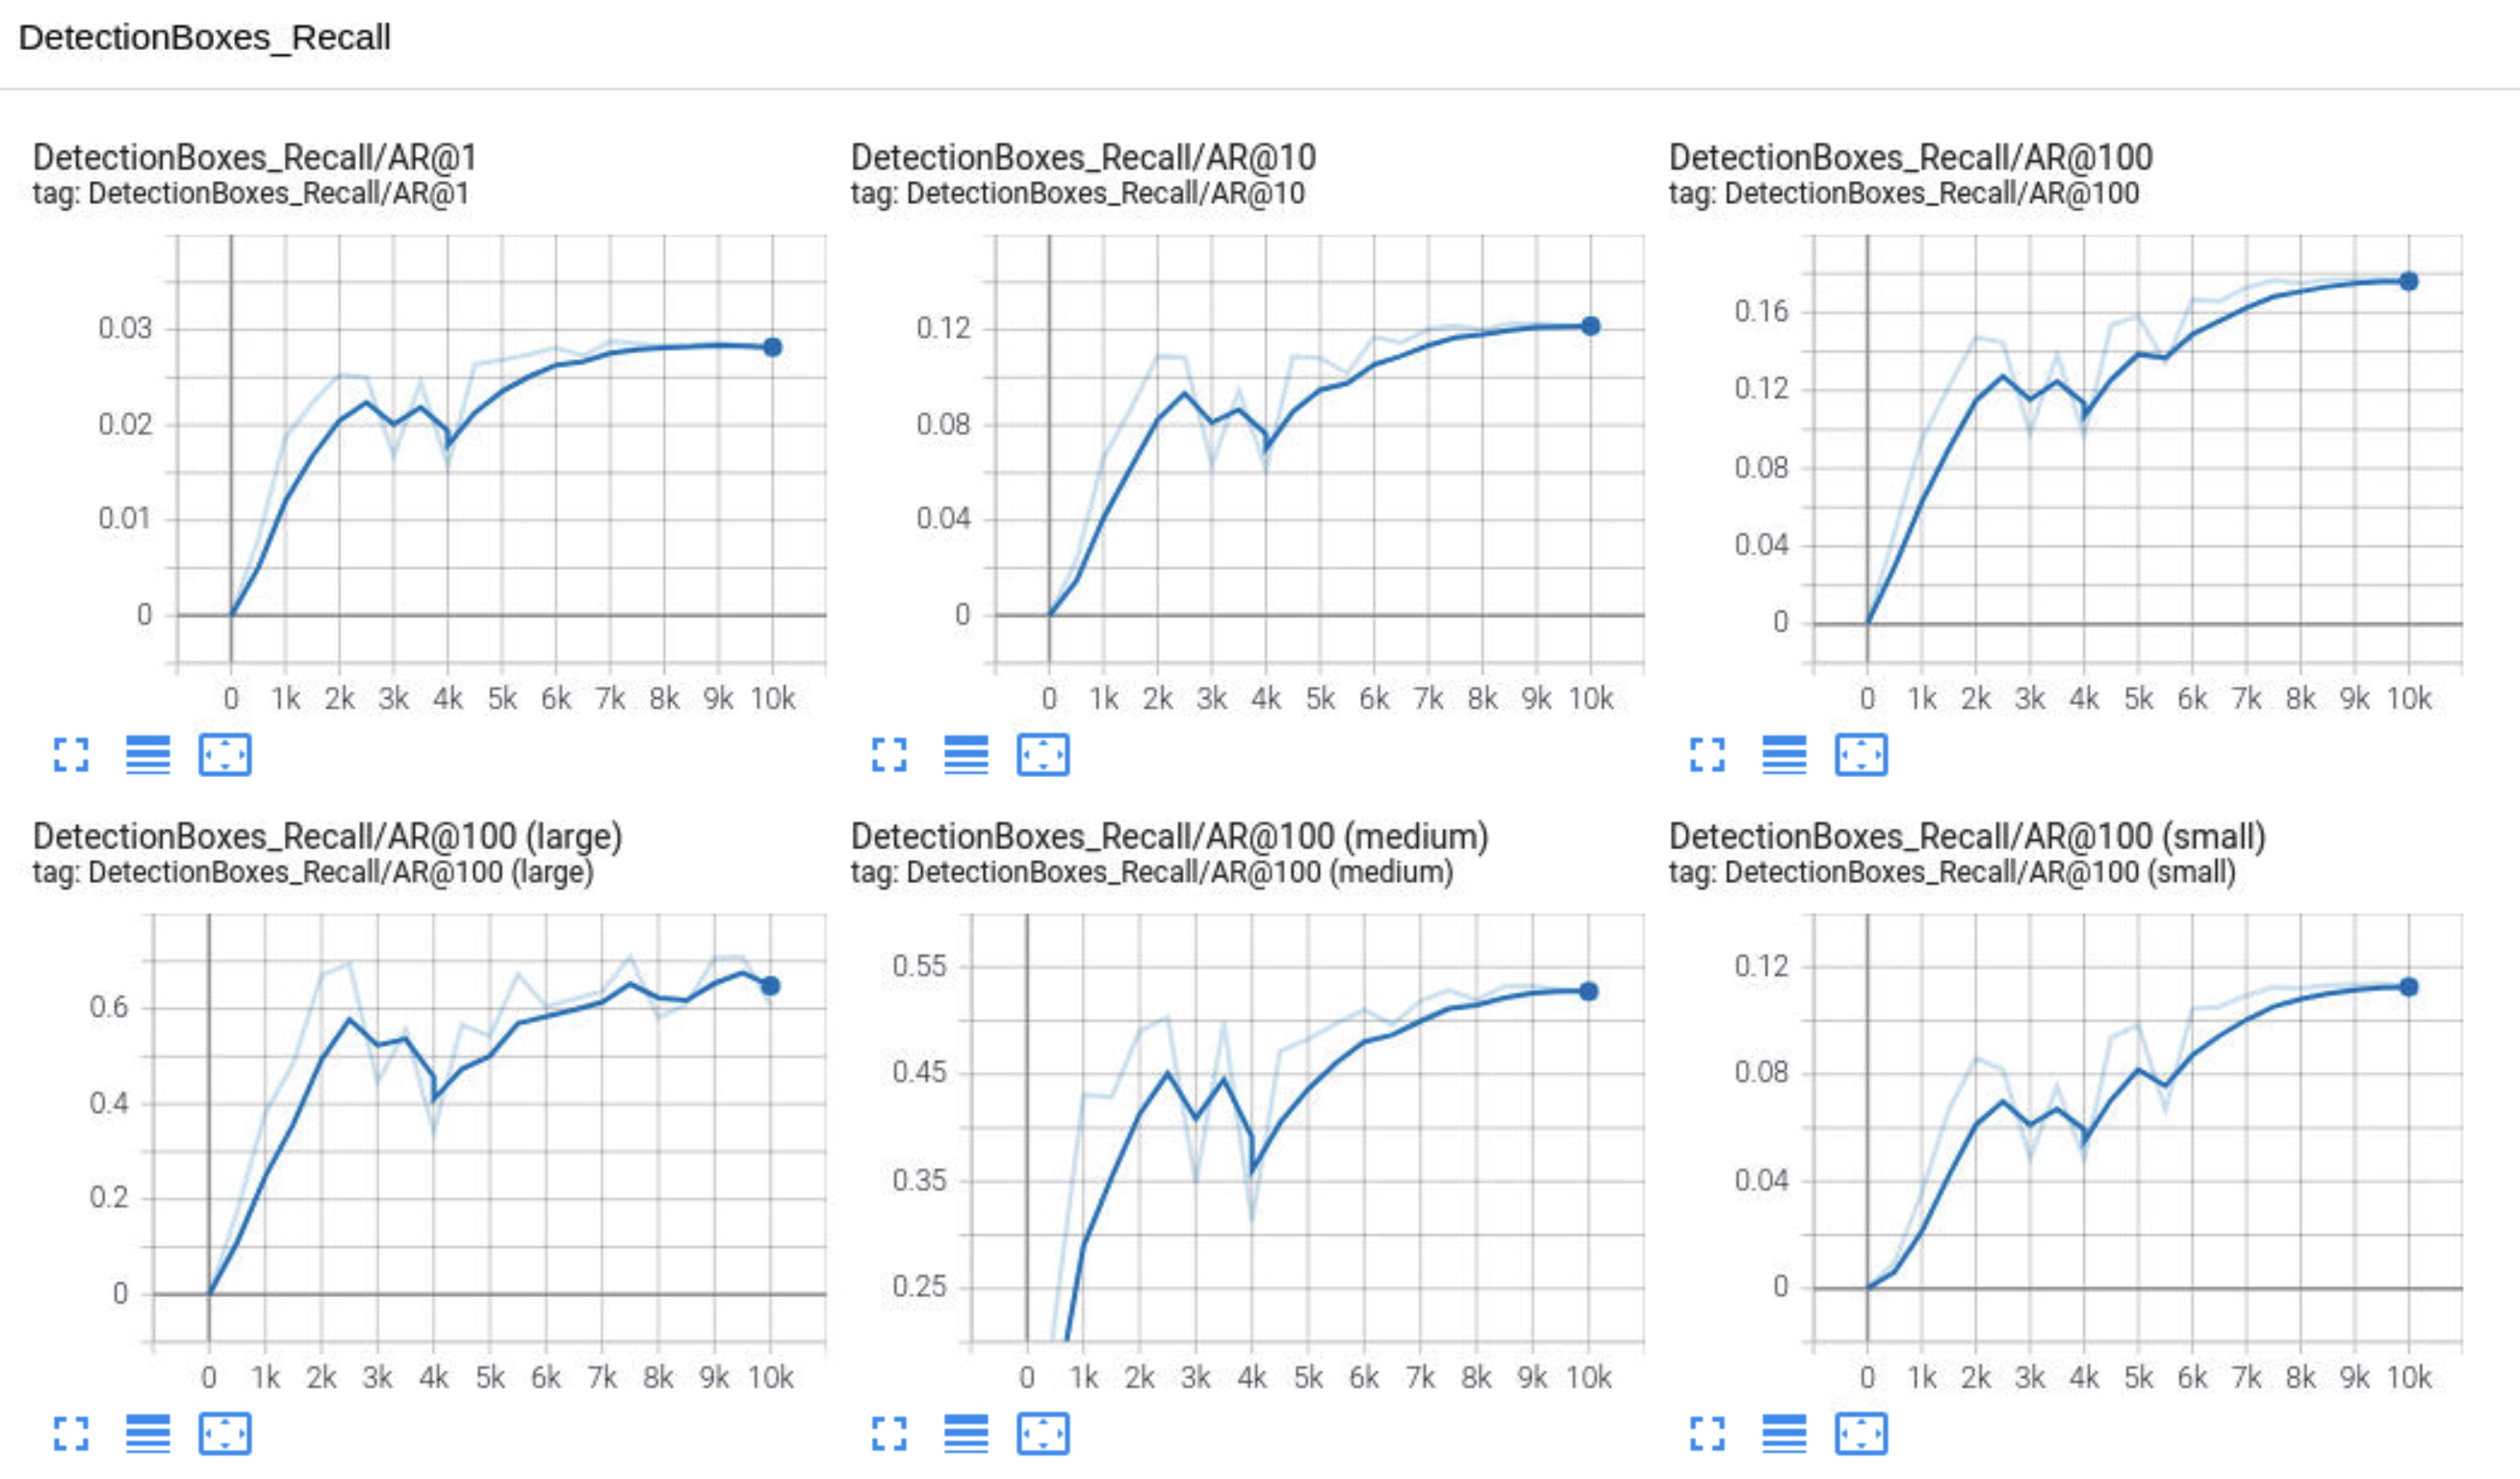 DetectionBoxes_Recall
DetectionBoxes_Recall/AR@1
tag: DetectionBoxes_Recall/AR@1
0.03
0.02
0.01
0
0 1k 2k 3k 4k 5k 6k 7k 8k 9k 10k
DetectionBoxes_Recall/AR@10
tag: DetectionBoxes_Recall/AR@10
0.12
0.08
0.04
0
0 1k 2k 3k 4k 5k 6k 7k 8k 9k 10k
DetectionBoxes_Recall/AR@100
tag: DetectionBoxes_Recall/AR@100
0.16
0.12
0.08
0.04
0
0 1k 2k 3k 4k 5k 6k 7k 8k 9k 10k
DetectionBoxes_Recall/AR@100 (large)
tag: DetectionBoxes_Recall/AR@100 (large)
0.6
0.4
0.2
0
0 1k 2k 3k 4k 5k 6k 7k 8k 9k 10k
DetectionBoxes_Recall/AR@100 (medium)
tag: DetectionBoxes_Recall/AR@100 (medium)
0.55
0.45
0.35
0.25
0 1k 2k 3k 4k 5k 6k 7k 8k 9k 10k
DetectionBoxes_Recall/AR@100 (small)
tag: DetectionBoxes_Recall/AR@100 (small)
0.12
0.08
0.04
0
0 1k 2k 3k 4k 5k 6k 7k 8k 9k 10k